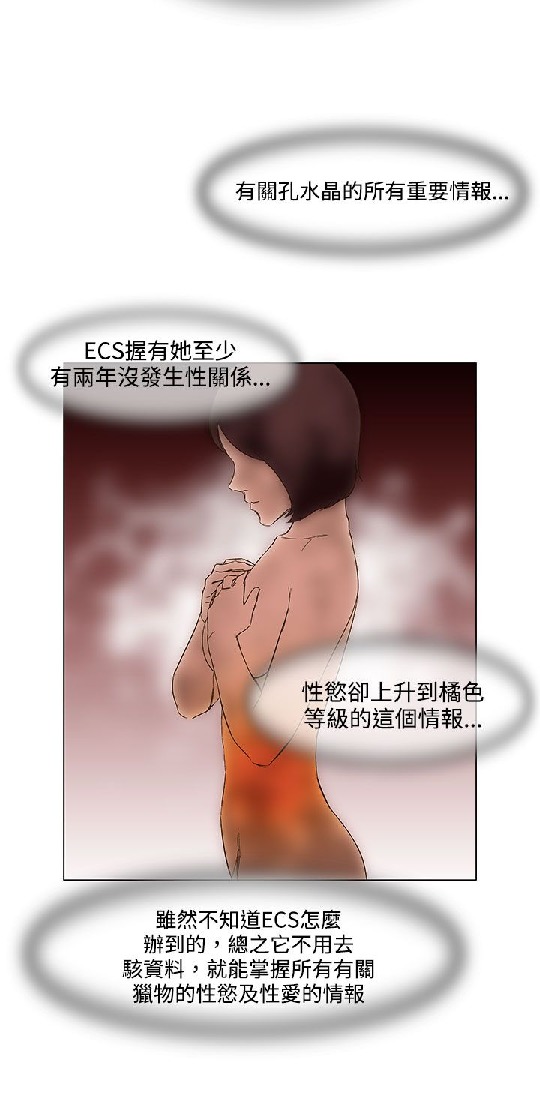 有關孔水晶的所有重要情報...
ECS握有她至少
有兩年沒發生性關係...
性慾卻上升到橘色
等級的這個情報...
雖然不知道ECS怎麼
辦到的，總之它不用去
駭資料，就能掌握所有有關
獵物的性慾及性愛的情報